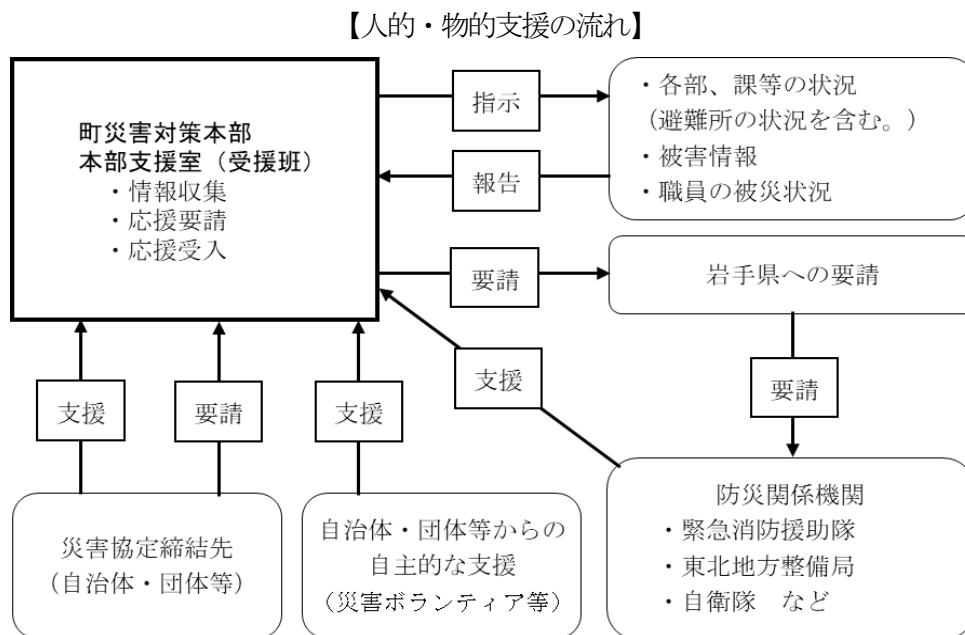 【人的・物的支援の流れ】
町災害対策本部
本部支援室（受援班）
・情報収集
・応援要請
・応援受入
指示
報告
・各部、課等の状況
（避難所の状況を含む。）
・被害情報
・職員の被災状況
要請
岩手県への要請
支援
要請
支援
支援
要請
災害協定締結先
（自治体・団体等）
自治体・団体等からの
自主的な支援
（災害ボランティア等）
防災関係機関
・緊急消防援助隊
・東北地方整備局
・自衛隊　など